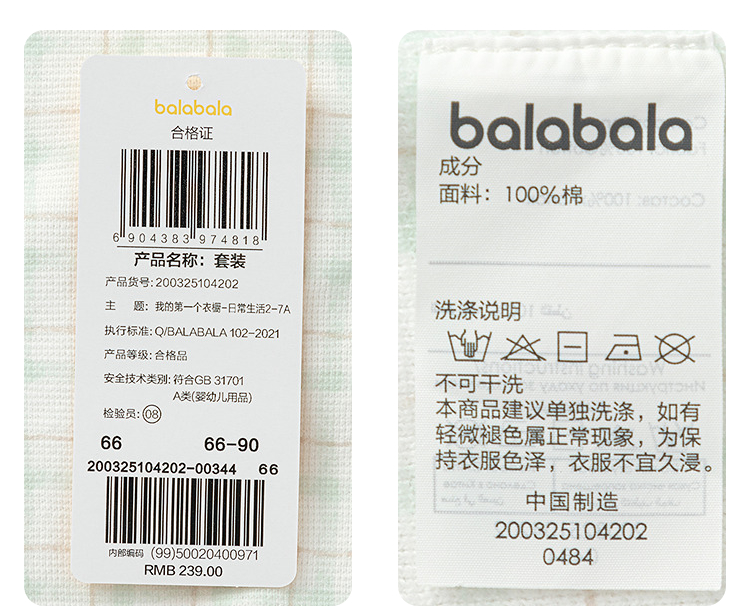 balabala
合格证
6 904383 974818
产品名称：套装
产品货号: 200325104202
主 题: 我的第一个衣橱-日常生活2-7A
执行标准: Q/BALABALA 102-2021
产品等级: 合格品
安全技术类别: 符合GB 31701
A类(婴幼儿用品)
检验员: 08
66 66-90
200325104202-00344 66
内部编码 (99)50020400971
RMB 239.00
balabala
成分
面料：100%棉
洗涤说明
不可干洗
本商品建议单独洗涤，如有
轻微褪色属正常现象，为保
持衣服色泽，衣服不宜久浸。
中国制造
200325104202
0484